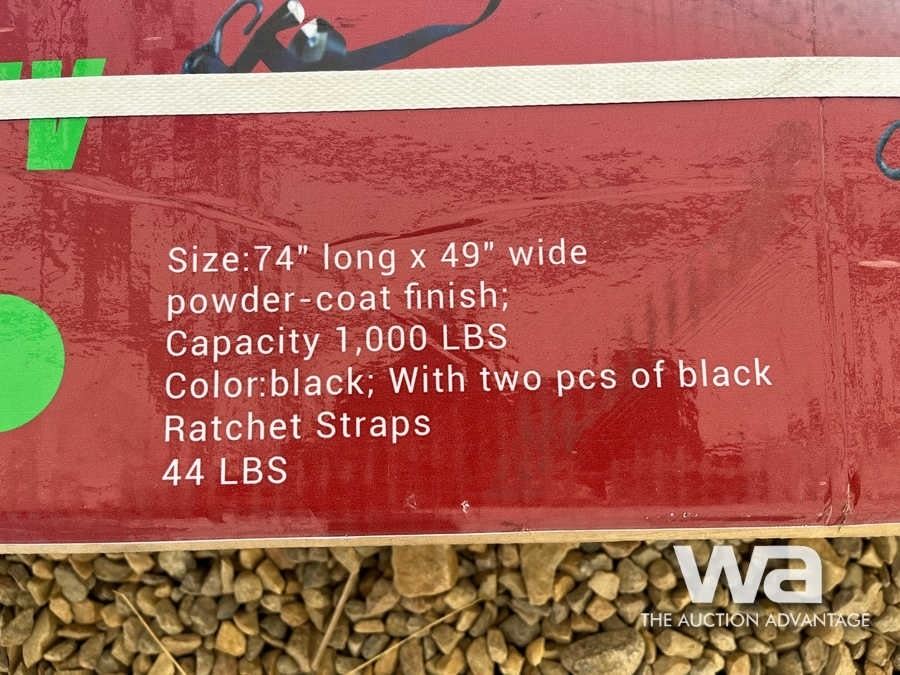 Size:74" long x 49" wide
powder-coat finish;
Capacity 1,000 LBS
Color:black; With two pcs of black
Ratchet Straps
44 LBS
wa
THE AUCTION ADVANTAGE